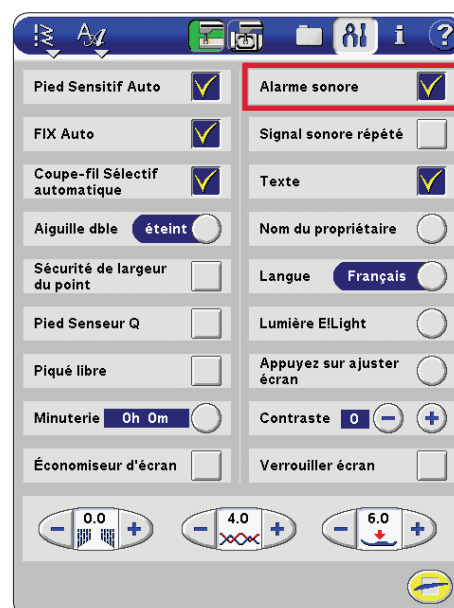 i ?
Pied Sensitif Auto
Alarme sonore
FIX Auto
Signal sonore répété
Coupe-fil Sélectif
automatique
Texte
Aiguille dble éteint
Nom du propriétaire
Sécurité de largeur
du point
Langue Français
Pied Senseur Q
Lumière E!Light
Piqué libre
Appuyez sur ajuster
écran
Minuterie 0h 0m
Contraste 0 - +
Économiseur d'écran
Verrouiller écran
- 0.0 +
- 4.0 +
- 6.0 +